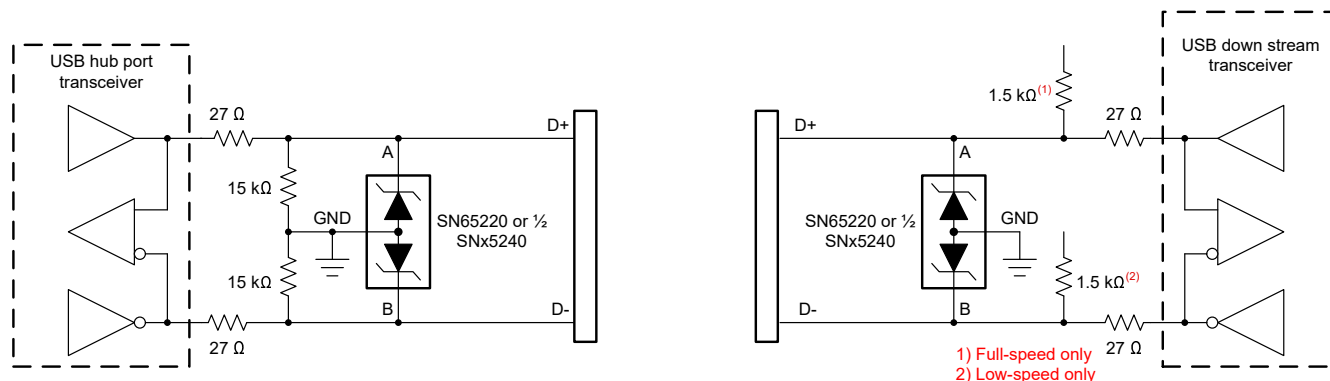 USB hub port
transceiver
27 Ω
D+
A
15 kΩ
GND
SN65220 or ½
SNx5240
15 kΩ
B
D-
27 Ω
USB down stream
transceiver
1.5 kΩ(1)
27 Ω
D+
A
SN65220 or ½
SNx5240
GND
1.5 kΩ(2)
D-
B
27 Ω
1) Full-speed only
2) Low-speed only